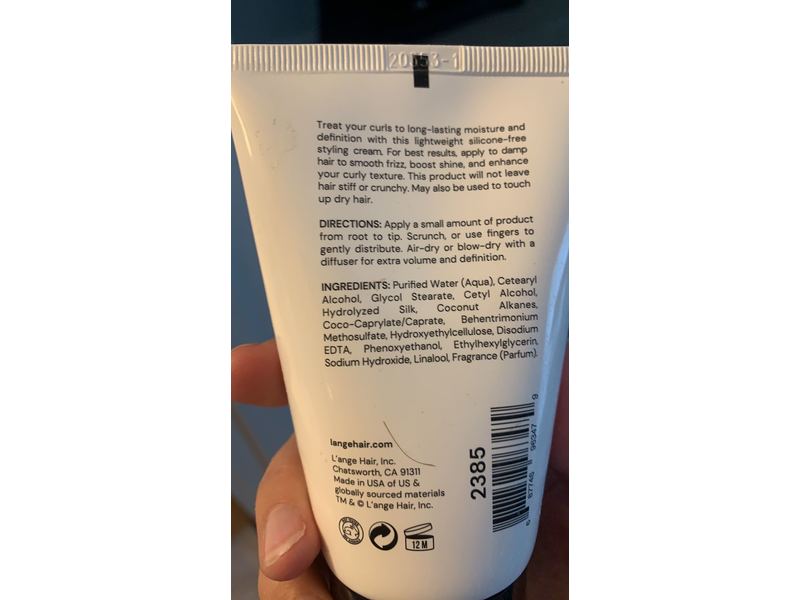 Treat your curls to long-lasting moisture and
definition with this lightweight silicone-free
styling cream. For best results, apply to damp
hair to smooth frizz, boost shine, and enhance
your curly texture. This product will not leave
hair stiff or crunchy. May also be used to touch
up dry hair.
DIRECTIONS: Apply a small amount of product
from root to tip. Scrunch, or use fingers to
gently distribute. Air-dry or blow-dry with a
diffuser for extra volume and definition.
INGREDIENTS: Purified Water (Aqua), Cetearyl
Alcohol, Glycol Stearate, Cetyl Alcohol,
Hydrolyzed Silk, Coconut Alkanes,
Coco-Caprylate/Caprate, Behentrimonium
Methosulfate, Hydroxyethylcellulose, Disodium
EDTA, Phenoxyethanol, Ethylhexylglycerin,
Sodium Hydroxide, Linalool, Fragrance (Parfum).
langehair.com
L'ange Hair, Inc.
Chatsworth, CA 91311
Made in USA of US &
globally sourced materials
TM & © L'ange Hair, Inc.
12 M
2385